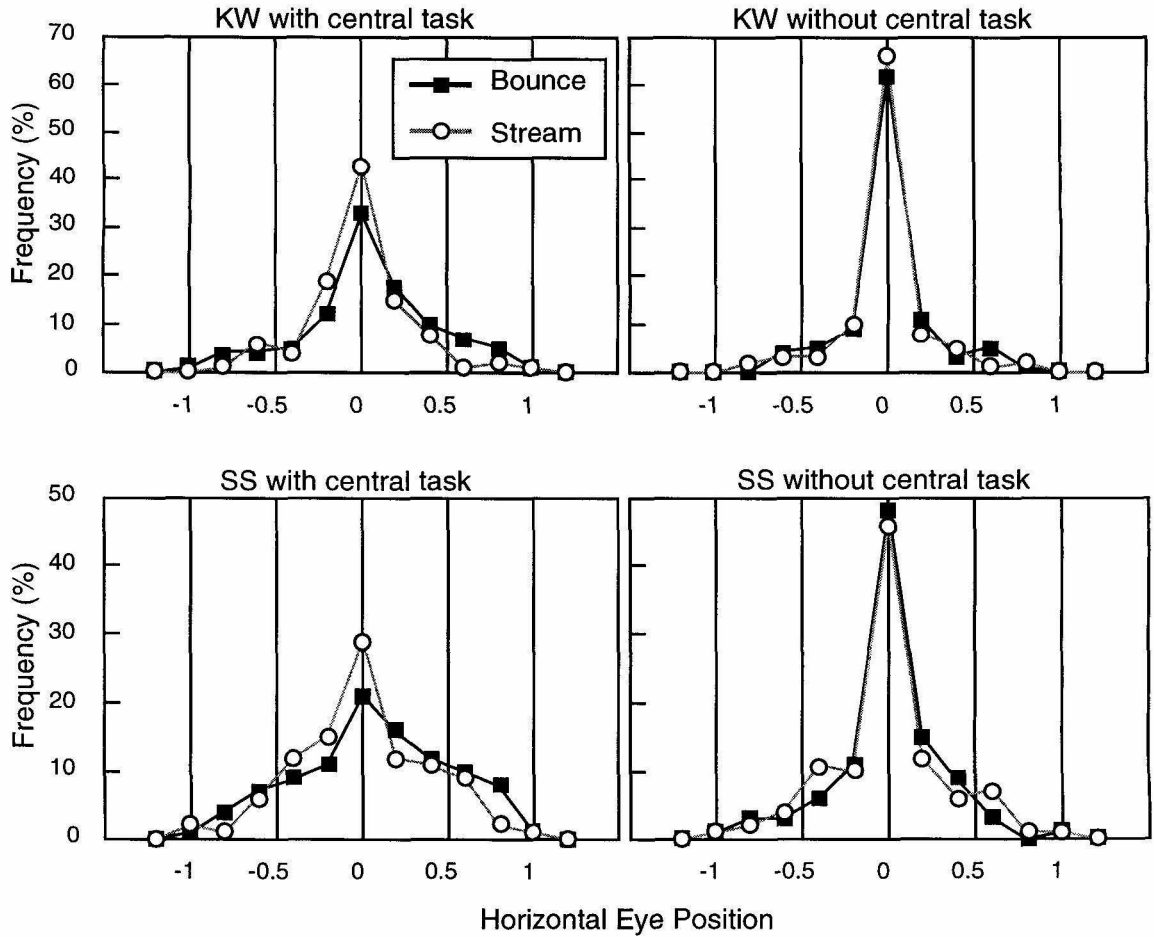 KW with central task
KW without central task
Frequency (%)
70
60
50
40
30
20
10
0
Bounce
Stream
-1 -0.5 0 0.5 1
-1 -0.5 0 0.5 1
SS with central task
SS without central task
Frequency (%)
50
40
30
20
10
0
-1 -0.5 0 0.5 1
-1 -0.5 0 0.5 1
Horizontal Eye Position